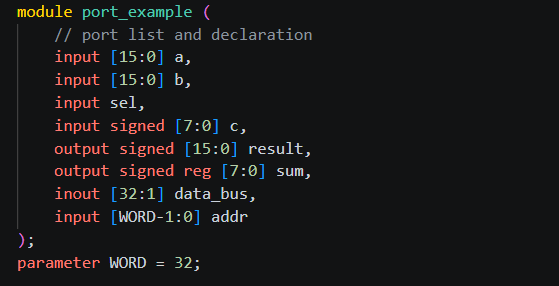 module port_example (
// port list and declaration
input [15:0] a,
input [15:0] b,
input sel,
input signed [7:0] c,
output signed [15:0] result,
output signed reg [7:0] sum,
inout [32:1] data_bus,
input [WORD-1:0] addr
);
parameter WORD = 32;